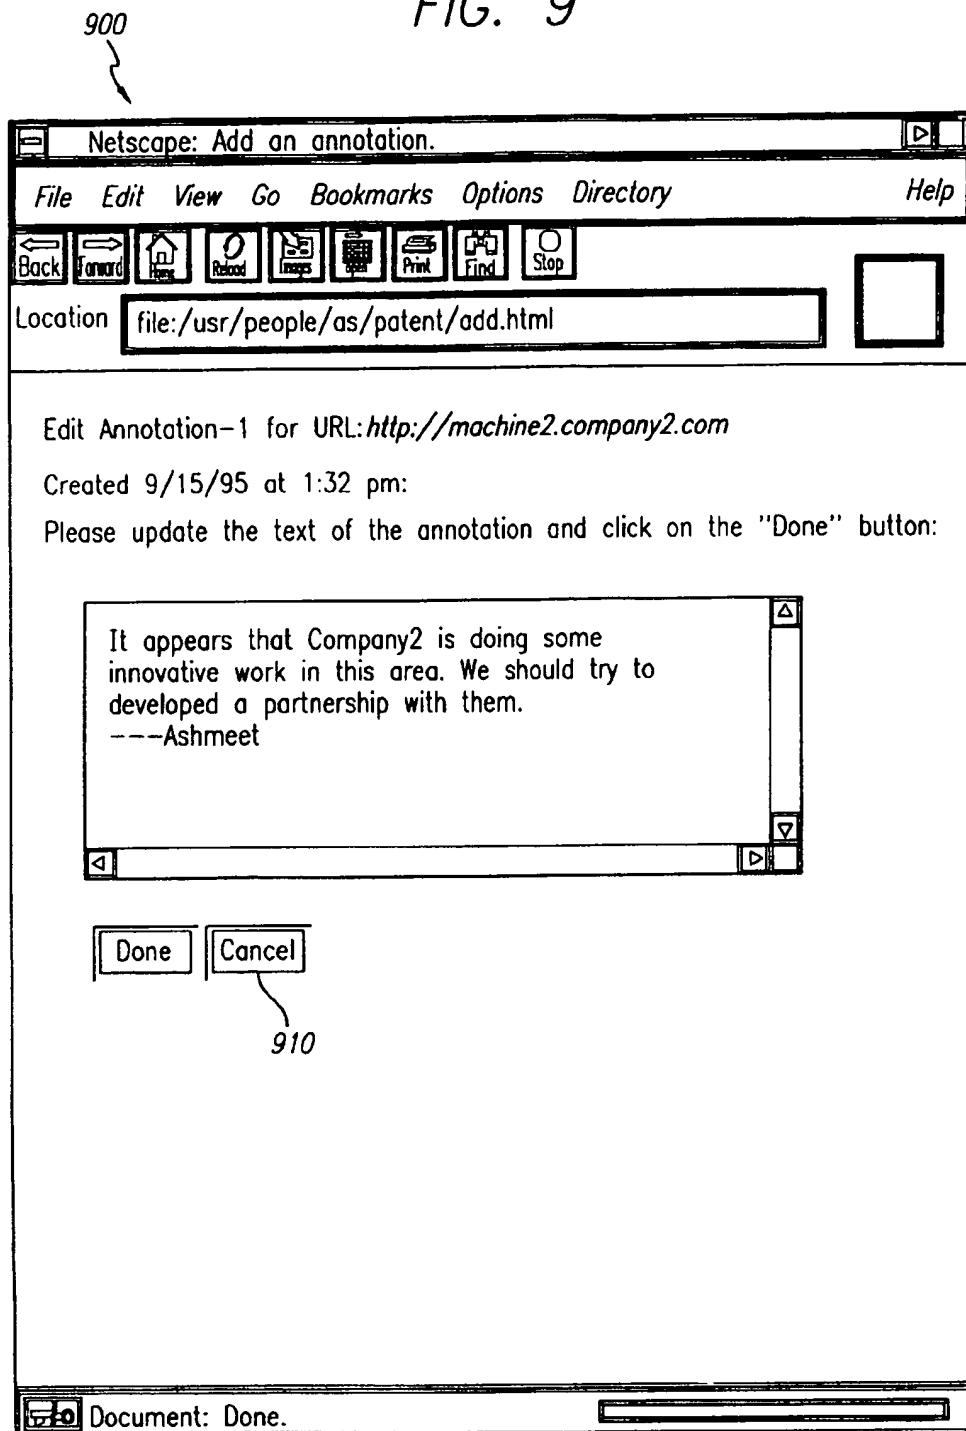 FIG. 9
900
Netscape: Add an annotation.
File Edit View Go Bookmarks Options Directory Help
Back Forward Home Reload Images open Print Find Stop
Location file:/usr/people/as/patent/add.html
Edit Annotation-1 for URL: http://machine2.company2.com
Created 9/15/95 at 1:32 pm:
Please update the text of the annotation and click on the "Done" button:
It appears that Company2 is doing some
innovative work in this area. We should try to
developed a partnership with them.
---Ashmeet
Done Cancel
910
Document: Done.